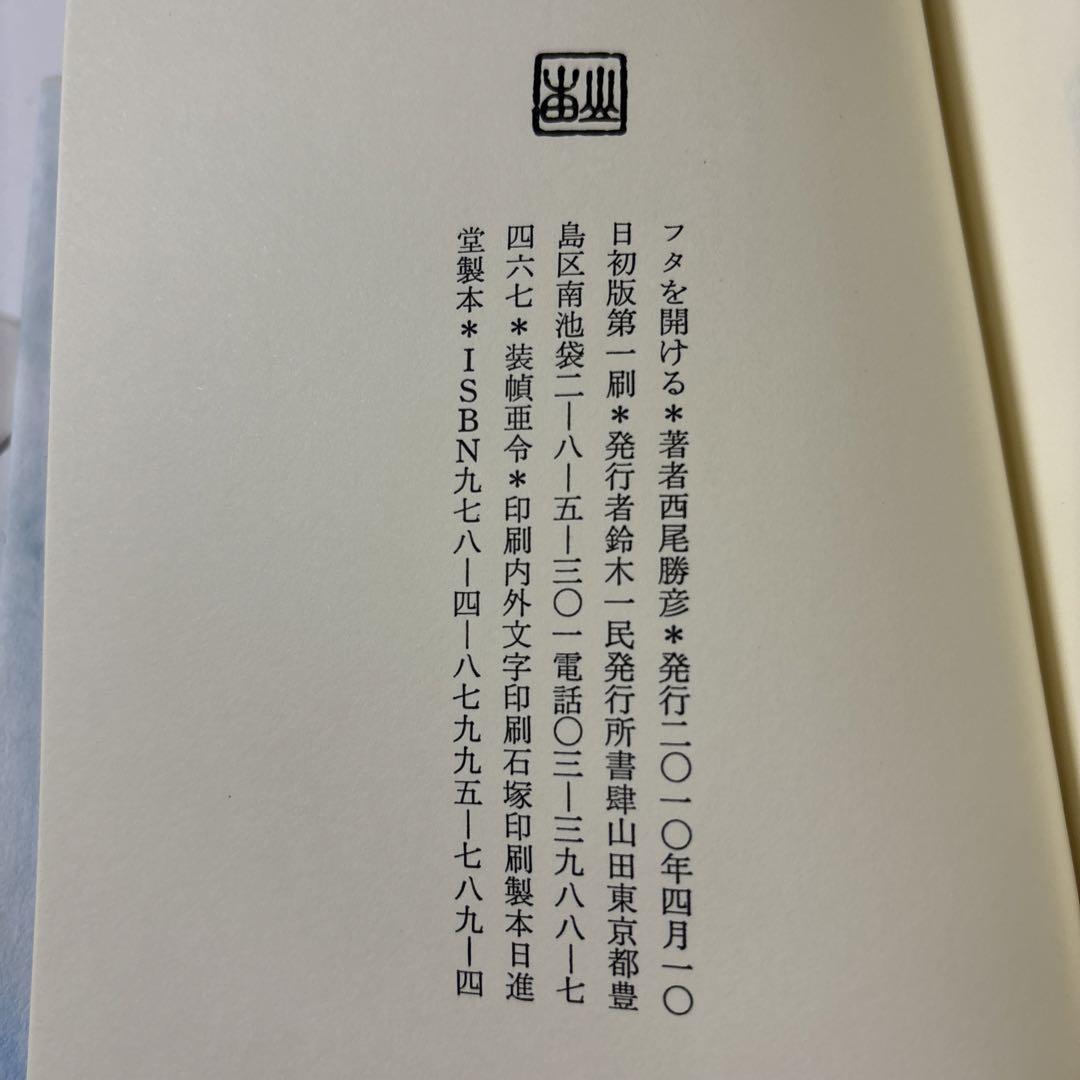 フタを開ける＊著者西尾勝彦＊発行二〇一〇年四月一〇
日初版第一刷＊発行者鈴木一民発行所書肆山田東京都豊
島区南池袋二―八―五―三〇一電話〇三―三九八八―七
四六七＊装幀亜令＊印刷内外文字印刷石塚印刷製本日進
堂製本＊ISBN九七八―四―八七九九五―七八九―四